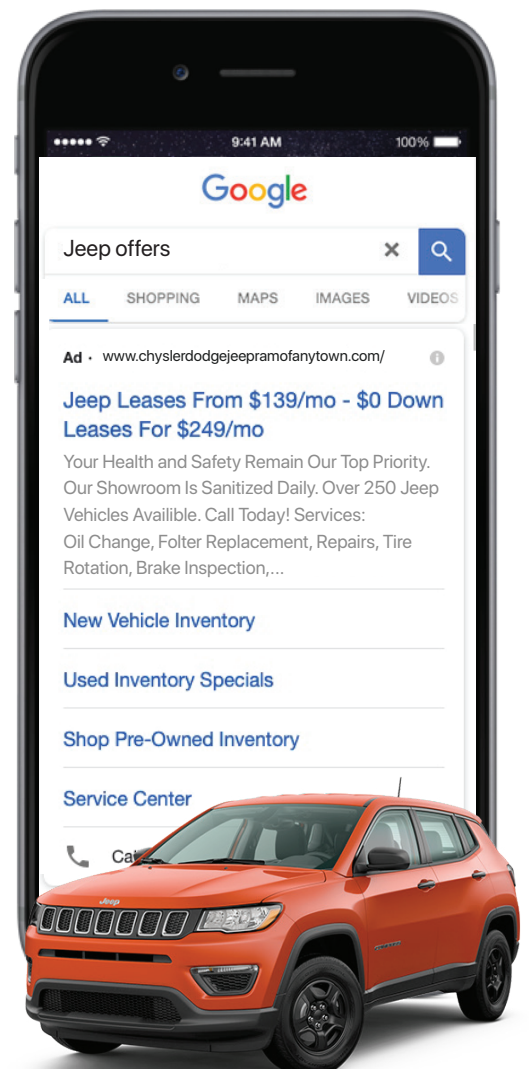 9:41 AM 100%
Google
Jeep offers
ALL SHOPPING MAPS IMAGES VIDEOS
Ad · www.chyslerdodgejeepramofanytown.com/
Jeep Leases From $139/mo - $0 Down
Leases For $249/mo
Your Health and Safety Remain Our Top Priority.
Our Showroom Is Sanitized Daily. Over 250 Jeep
Vehicles Availible. Call Today! Services:
Oil Change, Folter Replacement, Repairs, Tire
Rotation, Brake Inspection,...
New Vehicle Inventory
Used Inventory Specials
Shop Pre-Owned Inventory
Service Center
Jeep